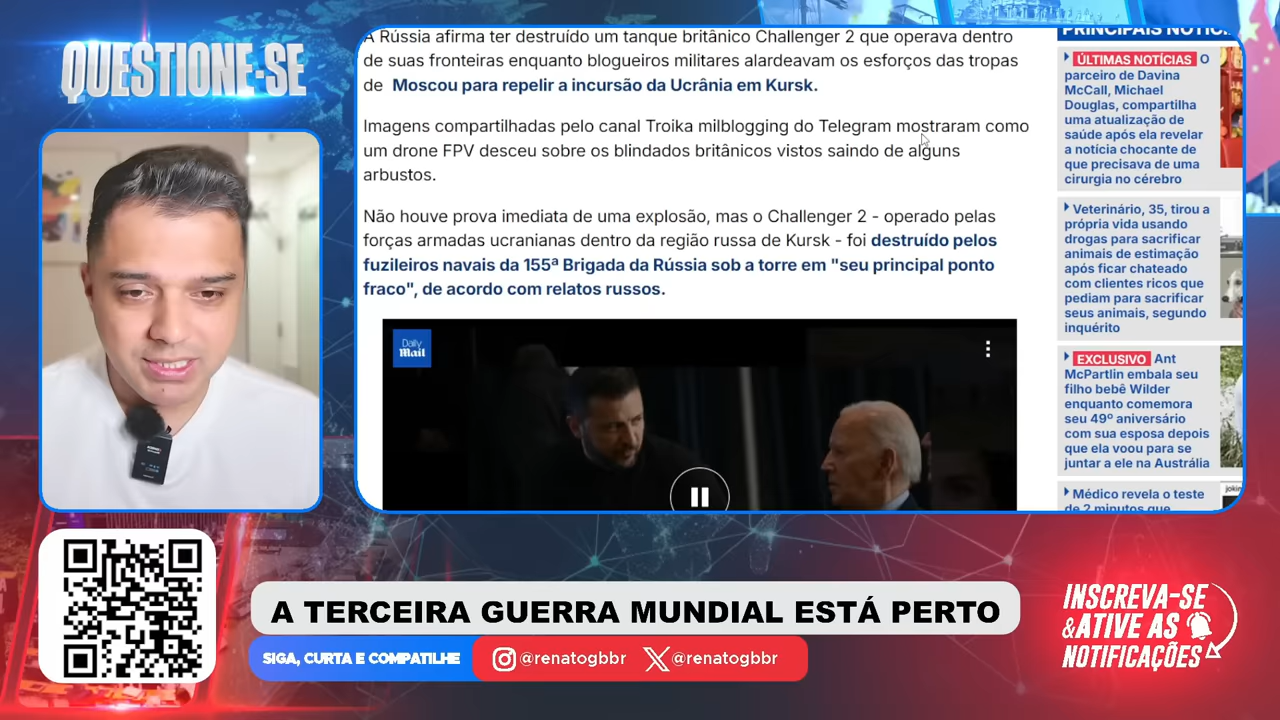 QUESTIONE-SE
A Rússia afirma ter destruído um tanque britânico Challenger 2 que operava dentro
de suas fronteiras enquanto blogueiros militares alardeavam os esforços das tropas
de Moscou para repelir a incursão da Ucrânia em Kursk.
Imagens compartilhadas pelo canal Troika milblogging do Telegram mostraram como
um drone FPV desceu sobre os blindados britânicos vistos saindo de alguns
arbustos.
Não houve prova imediata de uma explosão, mas o Challenger 2 - operado pelas
forças armadas ucranianas dentro da região russa de Kursk - foi destruído pelos
fuzileiros navais da 155ª Brigada da Rússia sob a torre em "seu principal ponto
fraco", de acordo com relatos russos.
Daily
Mail
PRINCIPAIS
ÚLTIMAS NOTÍCIAS O
parceiro de Davina
McCall, Michael
Douglas, compartilha
uma atualização de
saúde após ela revelar
a notícia chocante de
que precisava de uma
cirurgia no cérebro
Veterinário, 35, tirou a
própria vida usando
drogas para sacrificar
animais de estimação
após ficar chateado
com clientes ricos que
pediam para sacrificar
seus animais, segundo
inquérito
EXCLUSIVO Ant
McPartlin embala seu
filho bebê Wilder
enquanto comemora
seu 49º aniversário
com sua esposa depois
que ela voou para se
juntar a ele na Austrália
Médico revela o teste
de 2 minutos que
A TERCEIRA GUERRA MUNDIAL ESTÁ PERTO
SIGA, CURTA E COMPATILHE
@renatogbbr
@renatogbbr
INSCREVA-SE
&ATIVE AS
NOTIFICAÇÕES